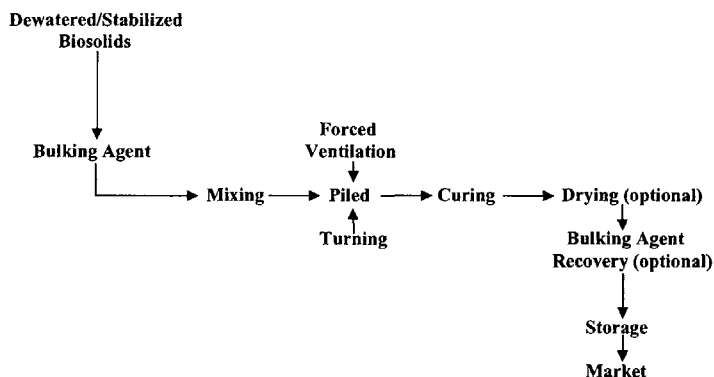 Dewatered/Stabilized
Biosolids
Bulking Agent
Forced
Ventilation
Mixing
Piled
Curing
Drying (optional)
Turning
Bulking Agent
Recovery (optional)
Storage
Market